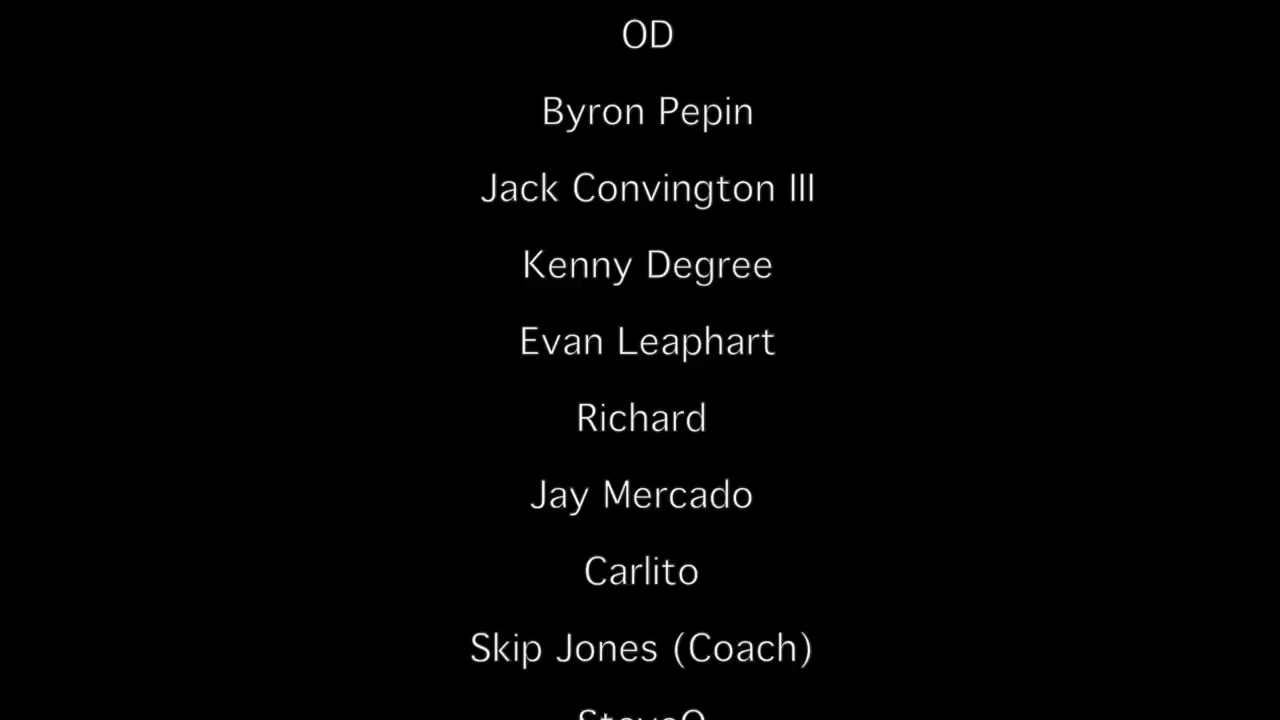 OD
Byron Pepin
Jack Convington III
Kenny Degree
Evan Leaphart
Richard
Jay Mercado
Carlito
Skip Jones (Coach)